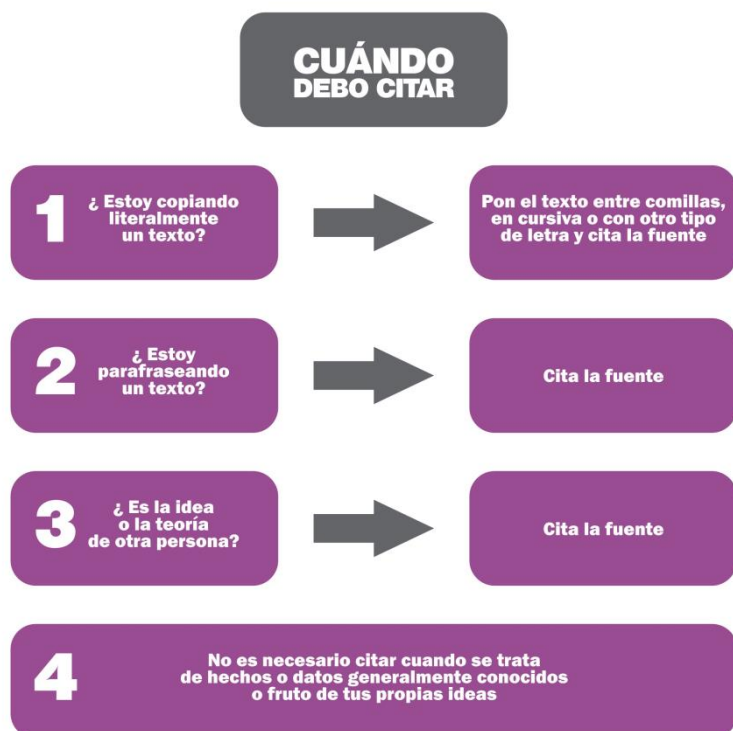 CUÁNDO
DEBO CITAR
1
¿ Estoy copiando
literalmente
un texto?
Pon el texto entre comillas,
en cursiva o con otro tipo
de letra y cita la fuente
2
¿ Estoy
parafraseando
un texto?
Cita la fuente
3
¿ Es la idea
o la teoría
de otra persona?
Cita la fuente
4
No es necesario citar cuando se trata
de hechos o datos generalmente conocidos
o fruto de tus propias ideas